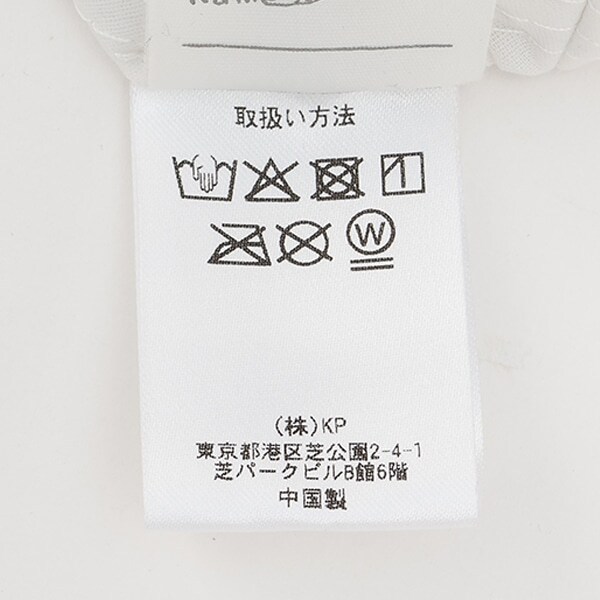 取扱い方法
W
(株)KP
東京都港区芝公園2-4-1
芝パークビルB館6階
中国製